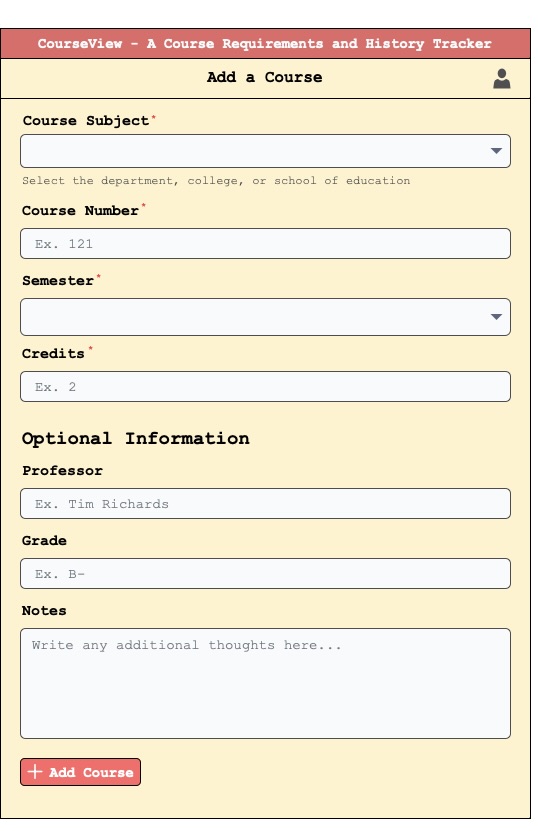 CourseView - A Course Requirements and History Tracker
Add a Course
Course Subject*
Select the department, college, or school of education
Course Number*
Ex. 121
Semester*
Credits*
Ex. 2
Optional Information
Professor
Ex. Tim Richards
Grade
Ex. B-
Notes
Write any additional thoughts here...
Add Course